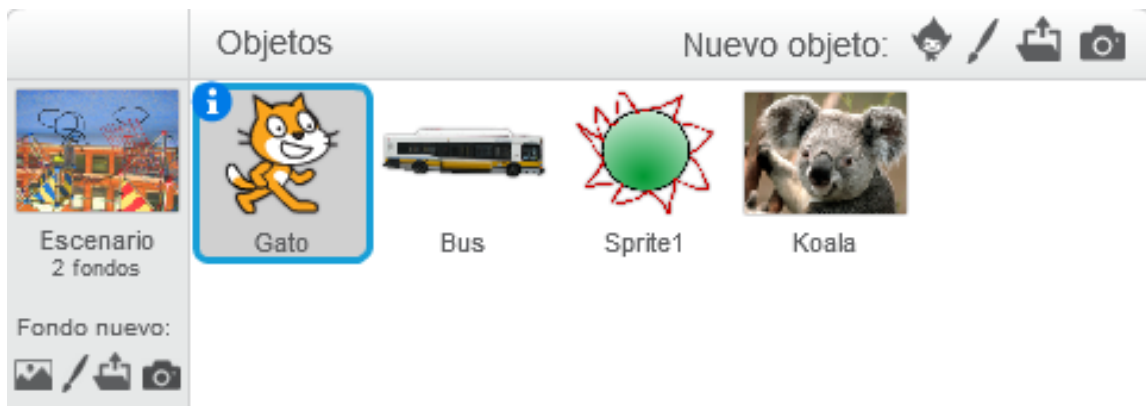 Objetos
Nuevo objeto:
Escenario
2 fondos
Fondo nuevo:
Gato
Bus
Sprite1
Koala